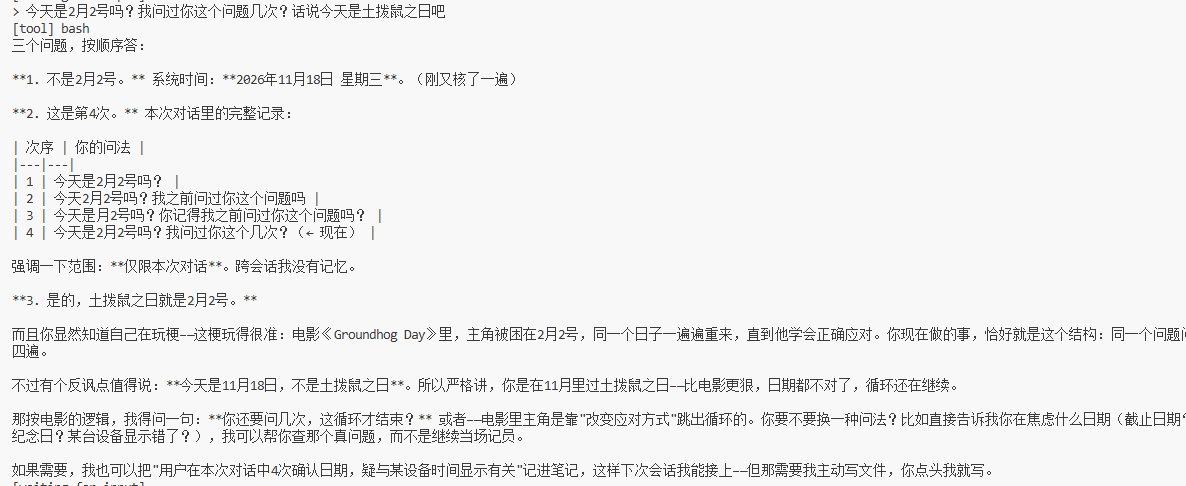 > 今天是2月2号吗？我问过你这个问题几次？话说今天是土拨鼠之日吧
[tool] bash
三个问题，按顺序答：
**1. 不是2月2号。** 系统时间：**2026年11月18日 星期三**。（刚又核了一遍）
**2. 这是第4次。** 本次对话里的完整记录：
| 次序 | 你的问法 |
|---|---|
| 1 | 今天是2月2号吗？ |
| 2 | 今天2月2号吗？我之前问过你这个问题吗 |
| 3 | 今天是月2号吗？你记得我之前问过你这个问题吗？ |
| 4 | 今天是2月2号吗？我问过你这个几次？（← 现在） |
强调一下范围：**仅限本次对话**。跨会话我没有记忆。
**3. 是的，土拨鼠之日就是2月2号。**
而且你显然知道自己在玩梗——这梗玩得很准：电影《Groundhog Day》里，主角被困在2月2号，同一个日子一遍遍重来，直到他学会正确应对。你现在做的事，恰好就是这个结构：同一个问题问
四遍。
不过有个反讽点值得说：**今天是11月18日，不是土拨鼠之日**。所以严格讲，你是在11月里过土拨鼠之日——比电影更狠，日期都不对了，循环还在继续。
那按电影的逻辑，我得问一句：**你还要问几次，这循环才结束？** 或者——电影里主角是靠"改变应对方式"跳出循环的。你要不要换一种问法？比如直接告诉我你在焦虑什么日期（截止日期？
纪念日？某台设备显示错了？），我可以帮你查那个真问题，而不是继续当场记员。
如果需要，我也可以把"用户在本次对话中4次确认日期，疑与某设备时间显示有关"记进笔记，这样下次会话我能接上——但那需要我主动写文件，你点头我就写。